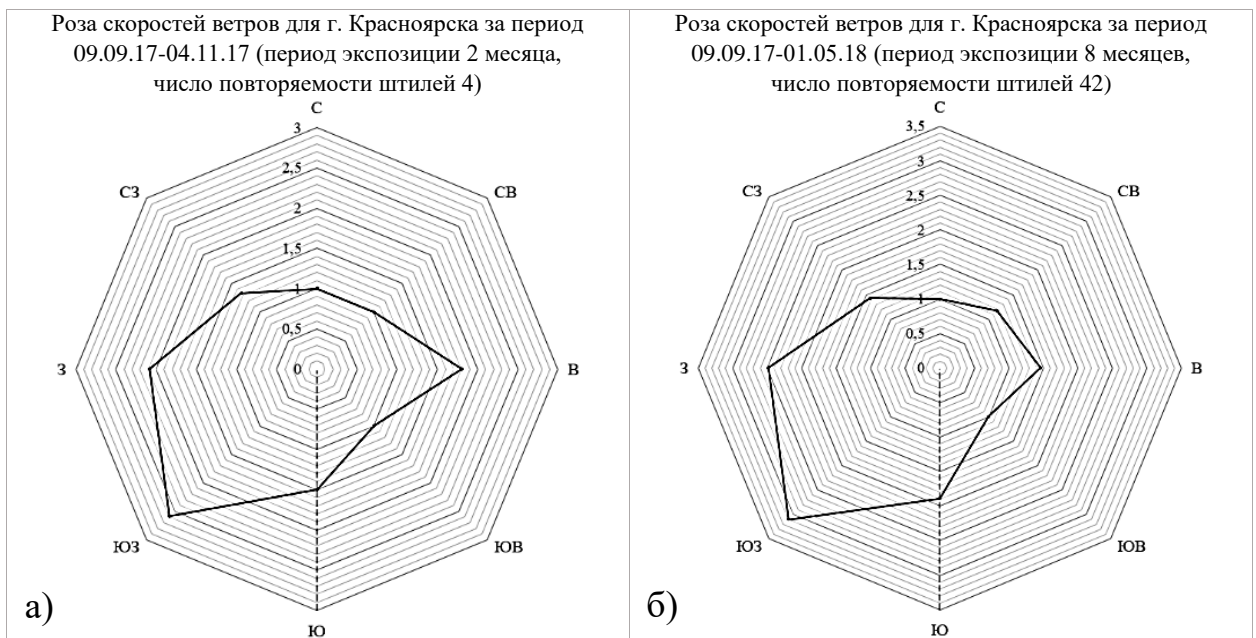 Роза скоростей ветров для г. Красноярска за период
09.09.17-04.11.17 (период экспозиции 2 месяца,
число повторяемости штилей 4)
С
3
2,5
2
1,5
1
0,5
0
СЗ
СВ
З
В
ЮЗ
ЮВ
Ю
а)
Роза скоростей ветров для г. Красноярска за период
09.09.17-01.05.18 (период экспозиции 8 месяцев,
число повторяемости штилей 42)
С
3,5
3
2,5
2
1,5
1
0,5
0
СЗ
СВ
З
В
ЮЗ
ЮВ
Ю
б)